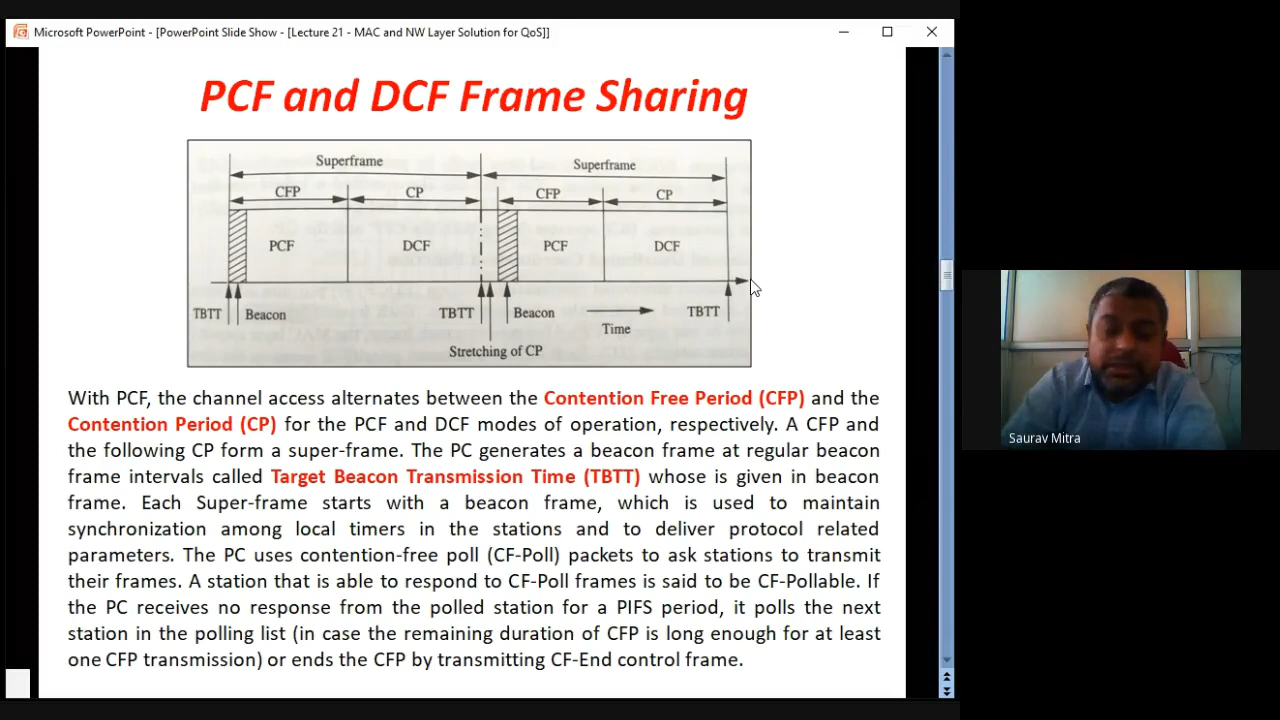 Microsoft PowerPoint - [PowerPoint Slide Show - [Lecture 21 - MAC and NW Layer Solution for QoS]]
PCF and DCF Frame Sharing
Superframe Superframe
CFP CP CFP CP
PCF DCF PCF DCF
TBTT Beacon TBTT Beacon Time TBTT
Stretching of CP
With PCF, the channel access alternates between the Contention Free Period (CFP) and the
Contention Period (CP) for the PCF and DCF modes of operation, respectively. A CFP and
the following CP form a super-frame. The PC generates a beacon frame at regular beacon
frame intervals called Target Beacon Transmission Time (TBTT) whose is given in beacon
frame. Each Super-frame starts with a beacon frame, which is used to maintain
synchronization among local timers in the stations and to deliver protocol related
parameters. The PC uses contention-free poll (CF-Poll) packets to ask stations to transmit
their frames. A station that is able to respond to CF-Poll frames is said to be CF-Pollable. If
the PC receives no response from the polled station for a PIFS period, it polls the next
station in the polling list (in case the remaining duration of CFP is long enough for at least
one CFP transmission) or ends the CFP by transmitting CF-End control frame.
Saurav Mitra